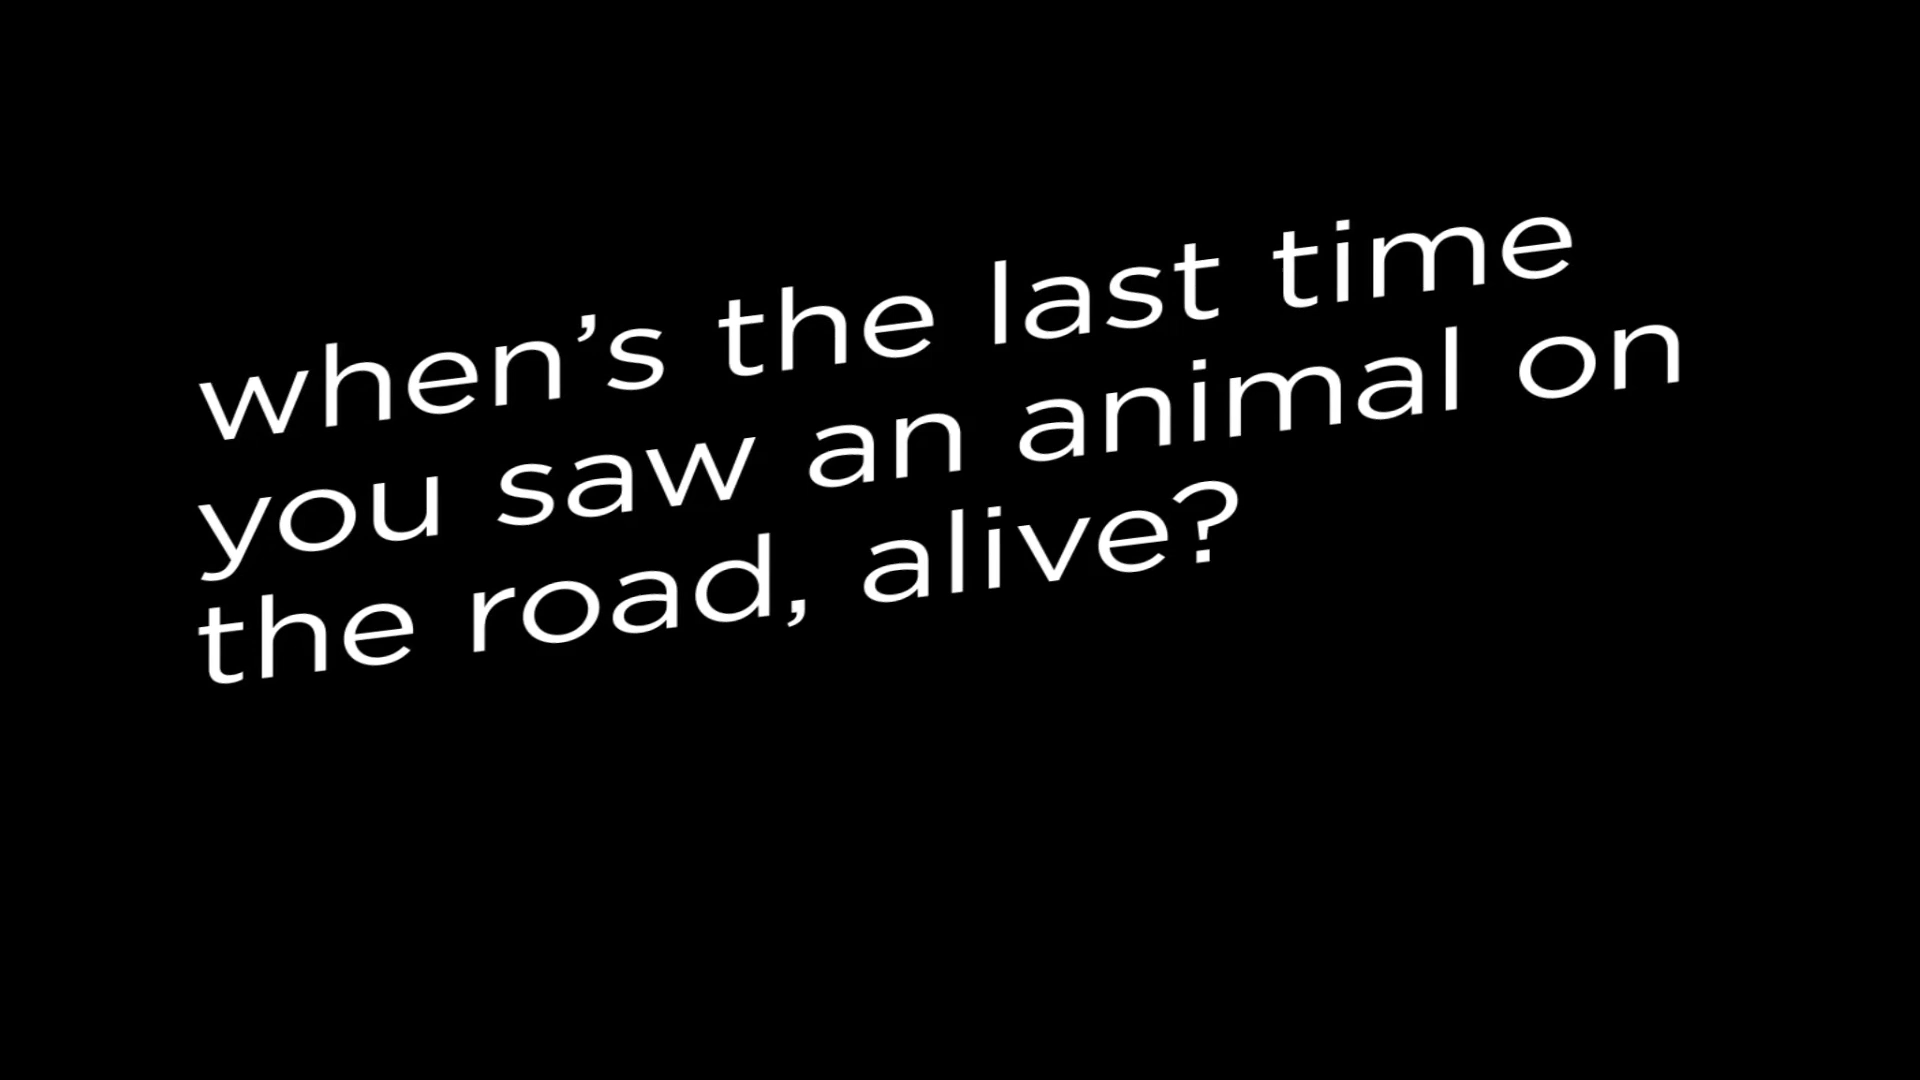 when’s the last time
you saw an animal on
the road, alive?